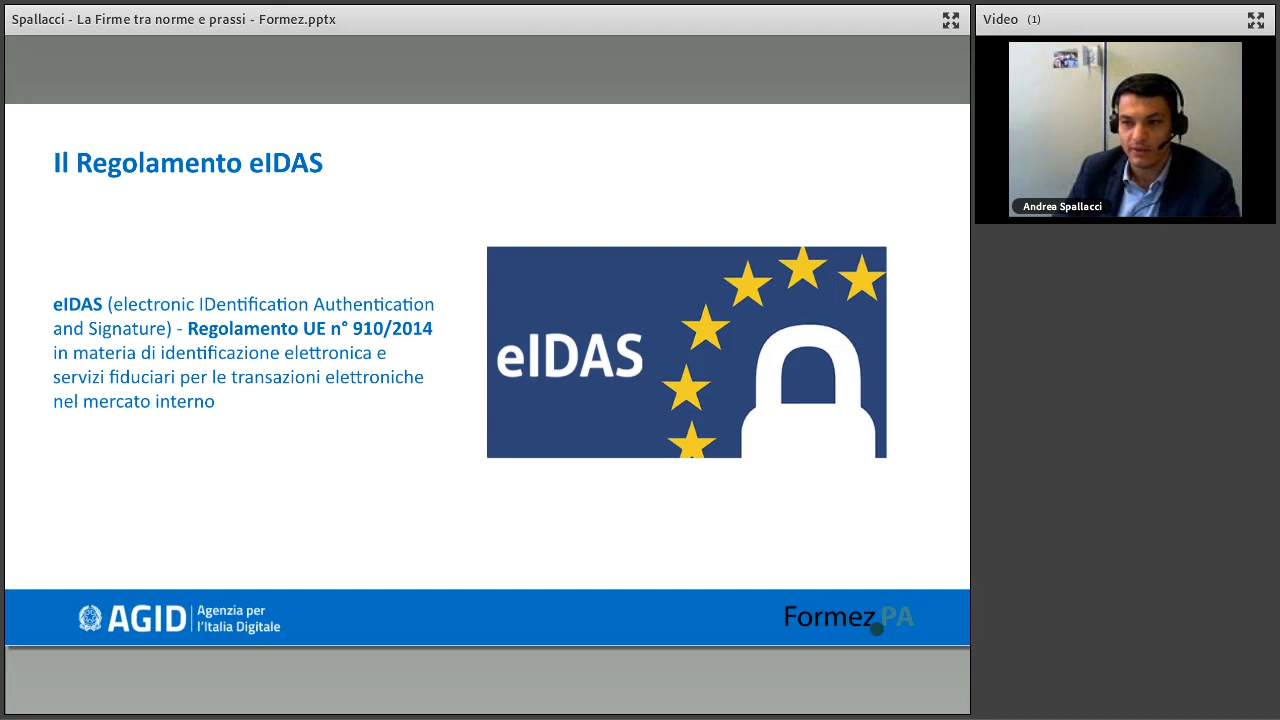 Spallacci - La Firme tra norme e prassi - Formez.pptx
Video (1)
Andrea Spallacci
Il Regolamento eIDAS
eIDAS (electronic IDentification Authentication
and Signature) - Regolamento UE n° 910/2014
in materia di identificazione elettronica e
servizi fiduciari per le transazioni elettroniche
nel mercato interno
eIDAS
AGID
Agenzia per
l'Italia Digitale
Formez PA